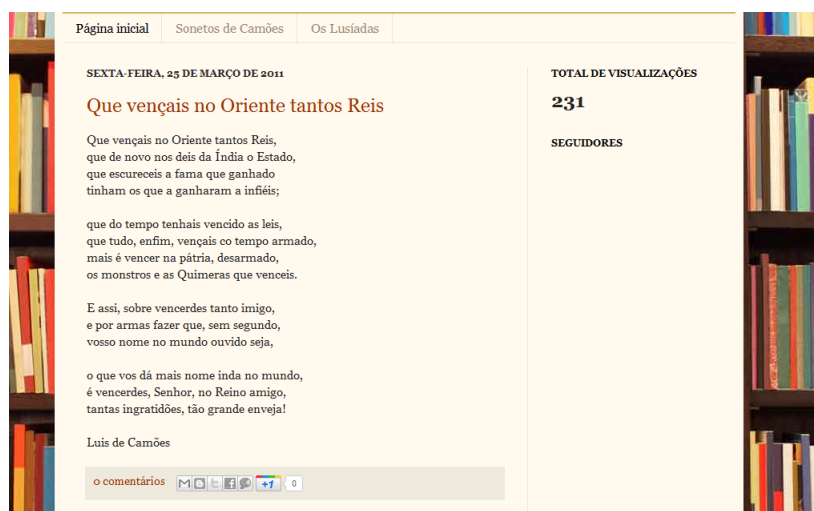 Página inicial
Sonetos de Camões
Os Lusíadas
SEXTA-FEIRA, 25 DE MARÇO DE 2011
Que vençais no Oriente tantos Reis
Que vençais no Oriente tantos Reis,
que de novo nos deis da Índia o Estado,
que escureceis a fama que ganhado
tinham os que a ganharam a infiéis;
que do tempo tenhais vencido as leis,
que tudo, enfim, vençais co tempo armado,
mais é vencer na pátria, desarmado,
os monstros e as Quimeras que venceis.
E assi, sobre vencerdes tanto imigo,
e por armas fazer que, sem segundo,
vosso nome no mundo ouvido seja,
o que vos dá mais nome inda no mundo,
é vencerdes, Senhor, no Reino amigo,
tantas ingratidões, tão grande enveja!
Luis de Camões
0 comentários
+1
0
TOTAL DE VISUALIZAÇÕES
231
SEGUIDORES